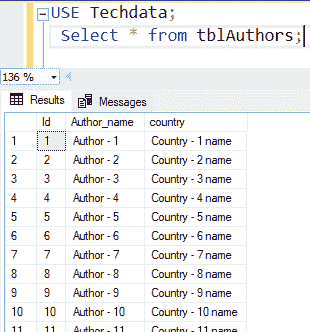 USE Techdata;
Select * from tblAuthors;
136 %
Results Messages
Id Author_name country
1 1 Author - 1 Country - 1 name
2 2 Author - 2 Country - 2 name
3 3 Author - 3 Country - 3 name
4 4 Author - 4 Country - 4 name
5 5 Author - 5 Country - 5 name
6 6 Author - 6 Country - 6 name
7 7 Author - 7 Country - 7 name
8 8 Author - 8 Country - 8 name
9 9 Author - 9 Country - 9 name
10 10 Author - 10 Country - 10 name
11 11 Author - 11 Country - 11 name